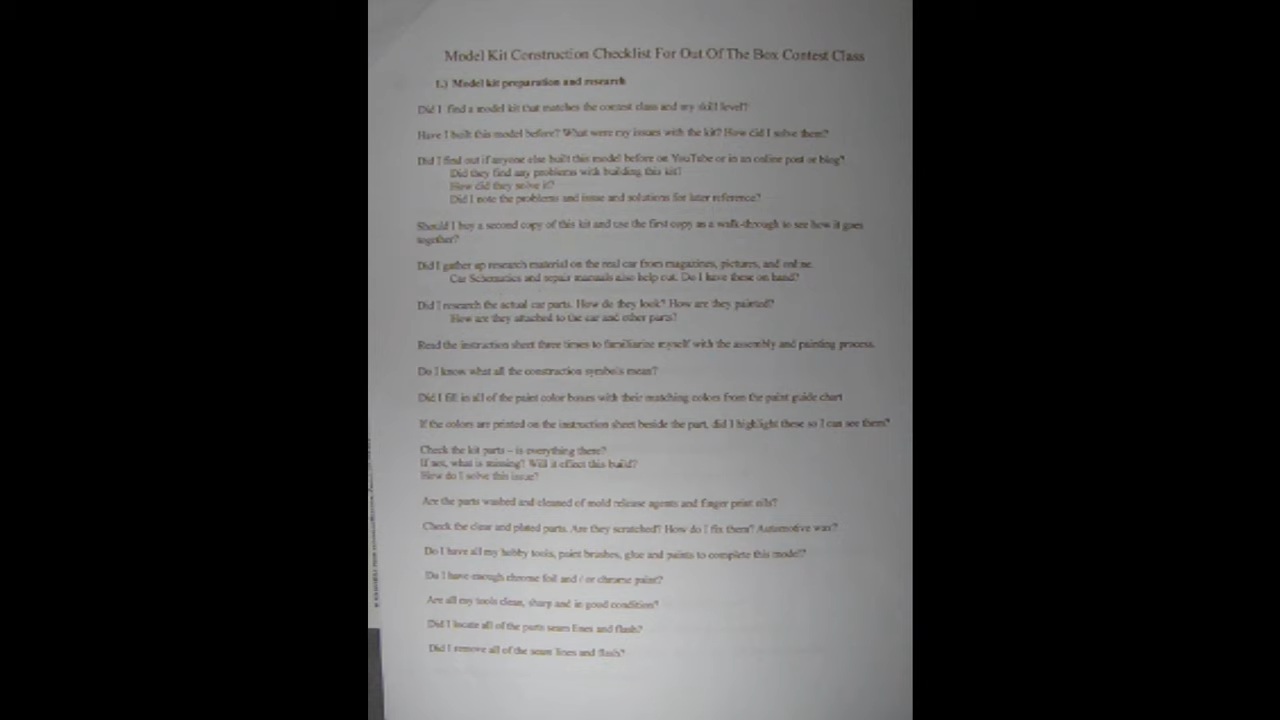 Model Kit Construction Checklist For Out Of The Box Contest Class
1.) Model kit preparation and research
Did I find a model kit that matches the contest class and my skill level?
Have I built this model before? What were my issues with the kit? How did I solve them?
Did I find out if anyone else built this model before on YouTube or in an online post or blog?
Did they find any problems with building this kit?
How did they solve it?
Did I note the problems and issue and solutions for later reference?
Should I buy a second copy of this kit and use the first copy as a walk-through to see how it goes
together?
Did I gather up research material on the real car from magazines, pictures, and online.
Car Schematics and repair manuals also help out. Do I have these on hand?
Did I research the actual car parts. How do they look? How are they painted?
How are they attached to the car and other parts?
Read the instruction sheet three times to familiarize myself with the assembly and painting process.
Do I know what all the construction symbols mean?
Did I fill in all of the paint color boxes with their matching colors from the paint guide chart
If the colors are printed on the instruction sheet beside the part, did I highlight these so I can see them?
Check the kit parts – is everything there?
If not, what is missing? Will it effect this build?
How do I solve this issue?
Are the parts washed and cleaned of mold release agents and finger print oils?
Check the clear and plated parts. Are they scratched? How do I fix them? Automotive wax?
Do I have all my hobby tools, paint brushes, glue and paints to complete this model?
Do I have enough chrome foil and / or chrome paint?
Are all my tools clean, sharp and in good condition?
Did I locate all of the parts seam lines and flash?
Did I remove all of the seam lines and flash?